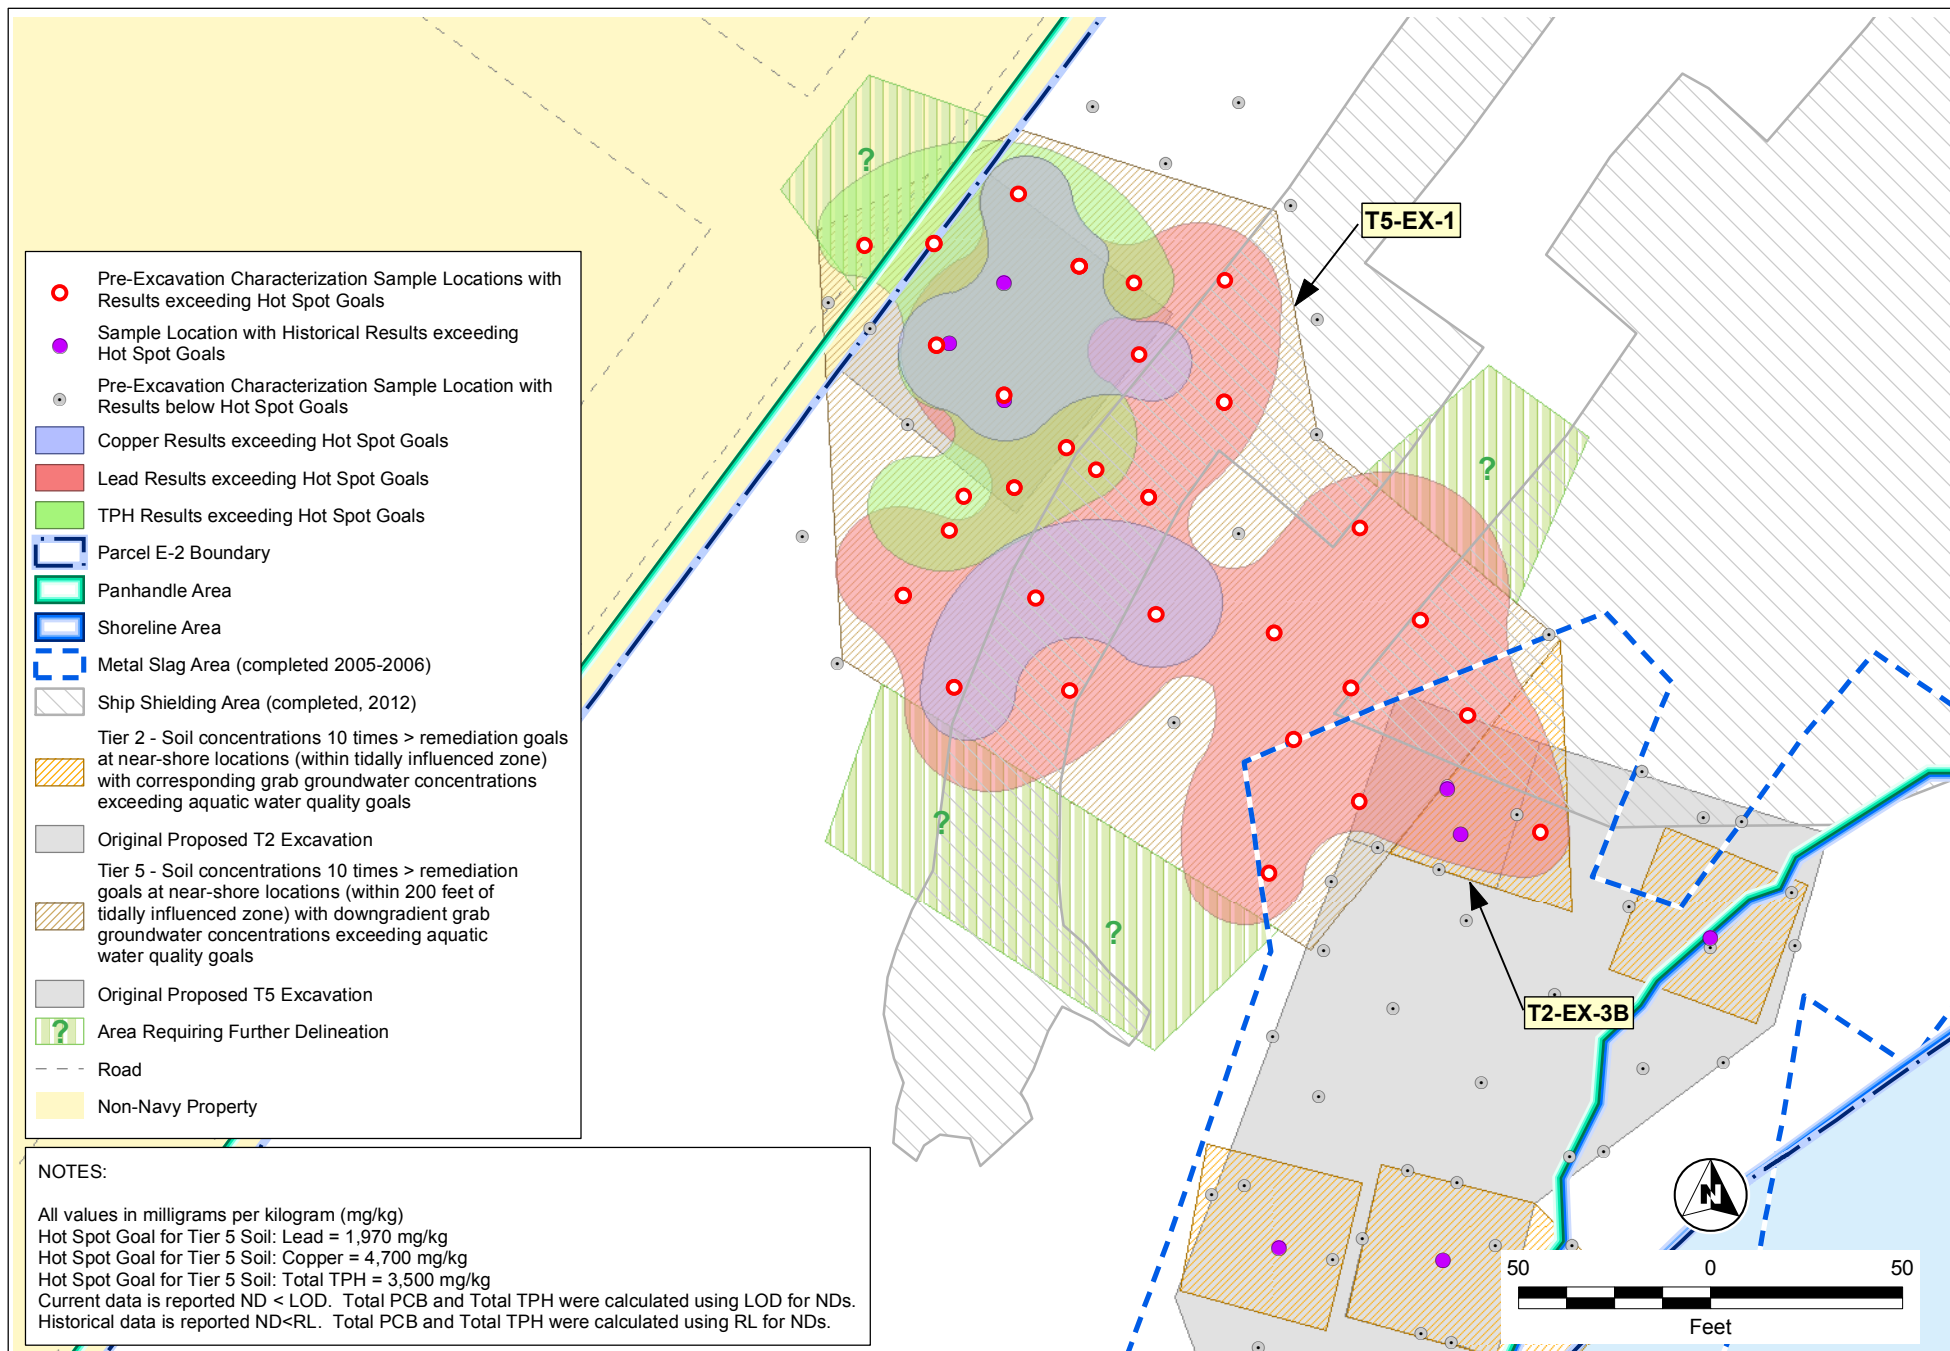 ?
T5-EX-1
?
?
?
T2-EX-3B
Pre-Excavation Characterization Sample Locations with
Results exceeding Hot Spot Goals
Sample Location with Historical Results exceeding
Hot Spot Goals
Pre-Excavation Characterization Sample Location with
Results below Hot Spot Goals
Copper Results exceeding Hot Spot Goals
Lead Results exceeding Hot Spot Goals
TPH Results exceeding Hot Spot Goals
Parcel E-2 Boundary
Panhandle Area
Shoreline Area
Metal Slag Area (completed 2005-2006)
Ship Shielding Area (completed, 2012)
Tier 2 - Soil concentrations 10 times > remediation goals
at near-shore locations (within tidally influenced zone)
with corresponding grab groundwater concentrations
exceeding aquatic water quality goals
Original Proposed T2 Excavation
Tier 5 - Soil concentrations 10 times > remediation
goals at near-shore locations (within 200 feet of
tidally influenced zone) with downgradient grab
groundwater concentrations exceeding aquatic
water quality goals
Original Proposed T5 Excavation
? Area Requiring Further Delineation
Road
Non-Navy Property
NOTES:
All values in milligrams per kilogram (mg/kg)
Hot Spot Goal for Tier 5 Soil: Lead = 1,970 mg/kg
Hot Spot Goal for Tier 5 Soil: Copper = 4,700 mg/kg
Hot Spot Goal for Tier 5 Soil: Total TPH = 3,500 mg/kg
Current data is reported ND < LOD.  Total PCB and Total TPH were calculated using LOD for NDs.
Historical data is reported ND<RL.  Total PCB and Total TPH were calculated using RL for NDs.
N
50 0 50
Feet